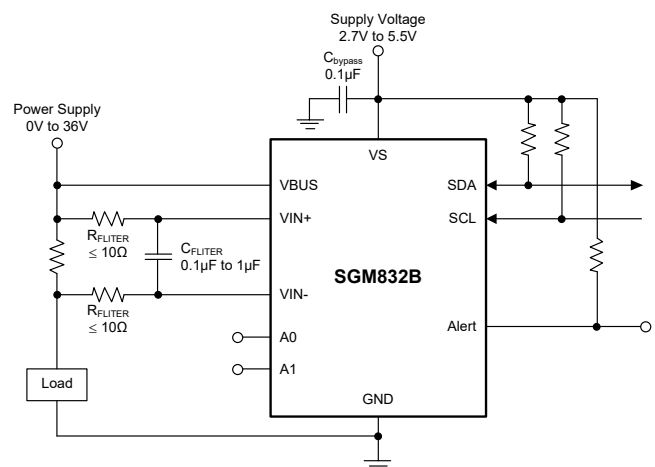 Supply Voltage
2.7V to 5.5V
Cbypass
0.1µF
Power Supply
0V to 36V
VS
VBUS
SDA
VIN+
SCL
RFLITER
≤ 10Ω
CFLITER
0.1µF to 1µF
SGM832B
VIN-
RFLITER
≤ 10Ω
A0
Alert
A1
Load
GND